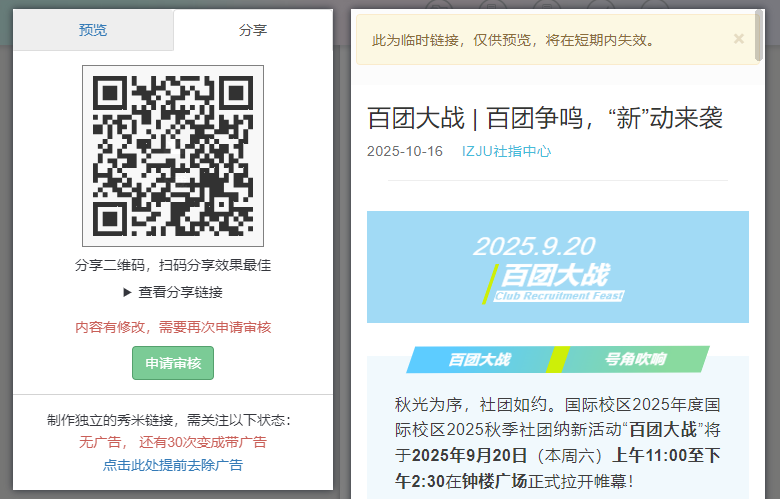 预览
分享
分享二维码，扫码分享效果最佳
▶ 查看分享链接
内容有修改，需要再次申请审核
申请审核
制作独立的秀米链接，需关注以下状态：
无广告， 还有30次变成带广告
点击此处提前去除广告
此为临时链接，仅供预览，将在短期内失效。
×
百团大战 | 百团争鸣，“新”动来袭
2025-10-16 IZJU社指中心
2025.9.20
百团大战
Club Recruitment Feast
百团大战 号角吹响
秋光为序，社团如约。国际校区2025年度国
际校区2025秋季社团纳新活动“百团大战”将
于2025年9月20日（本周六）上午11:00至下
午2:30在钟楼广场正式拉开帷幕！